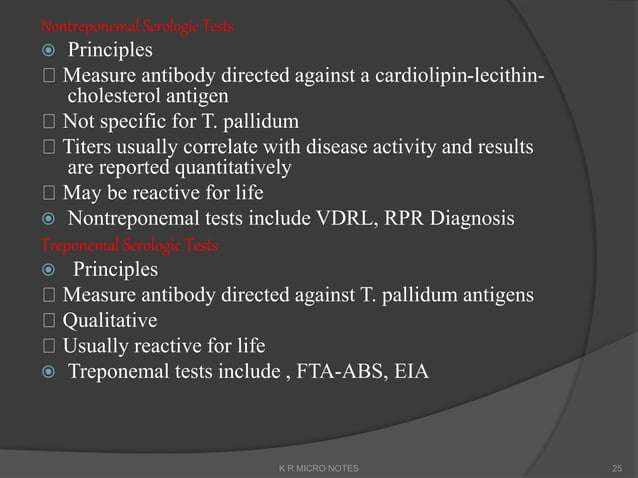 Nontreponemal Serologic Tests
Principles
Measure antibody directed against a cardiolipin-lecithin-
cholesterol antigen
Not specific for T. pallidum
Titers usually correlate with disease activity and results
are reported quantitatively
May be reactive for life
Nontreponemal tests include VDRL, RPR Diagnosis
Treponemal Serologic Tests
Principles
Measure antibody directed against T. pallidum antigens
Qualitative
Usually reactive for life
Treponemal tests include , FTA-ABS, EIA
K R MICRO NOTES 25